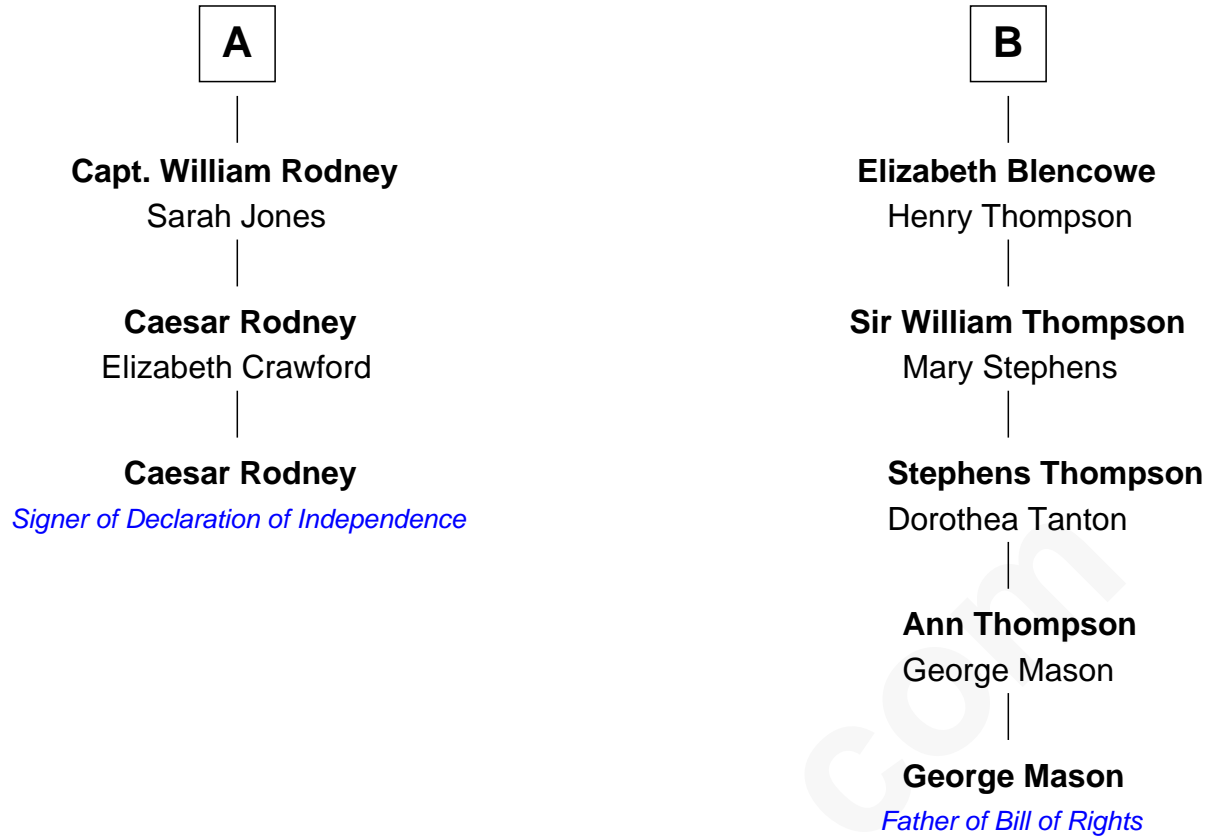 A
Capt. William Rodney
Sarah Jones
Caesar Rodney
Elizabeth Crawford
Caesar Rodney
Signer of Declaration of Independence
B
Elizabeth Blencowe
Henry Thompson
Sir William Thompson
Mary Stephens
Stephens Thompson
Dorothea Tanton
Ann Thompson
George Mason
George Mason
Father of Bill of Rights
com